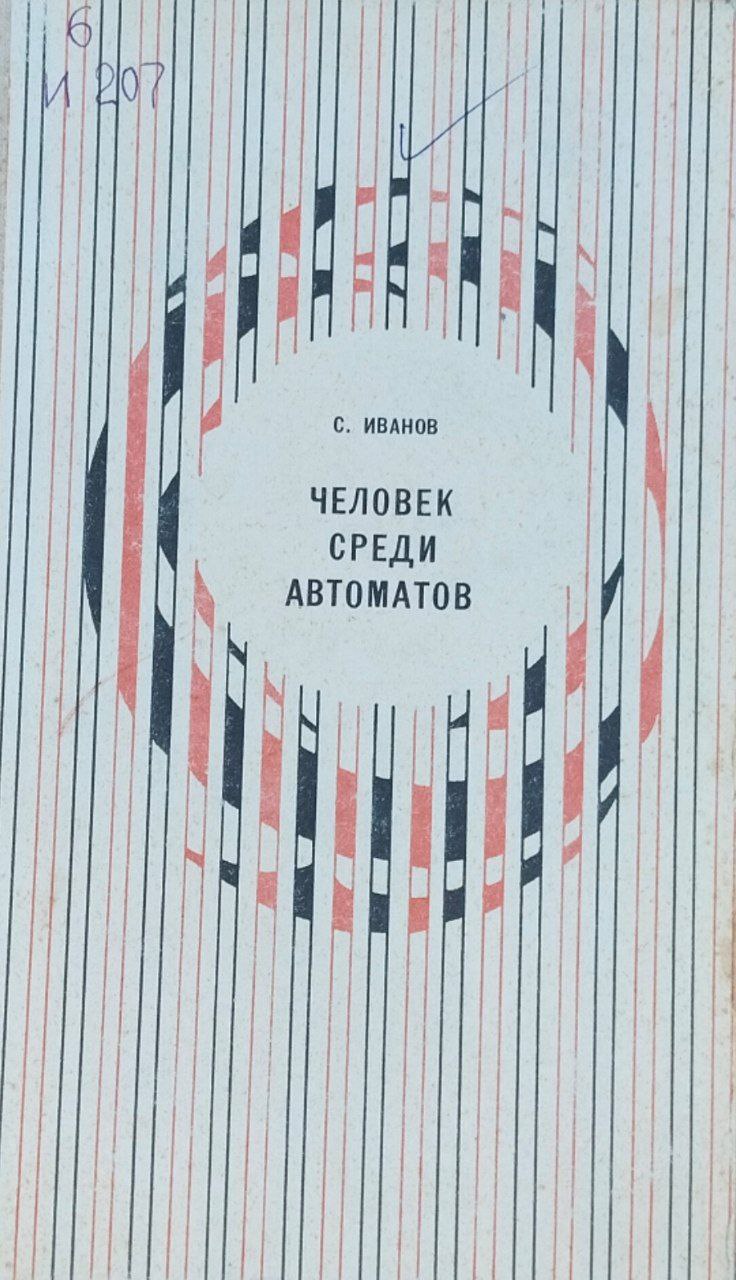 6
И 207
С. ИВАНОВ
ЧЕЛОВЕК
СРЕДИ
АВТОМАТОВ